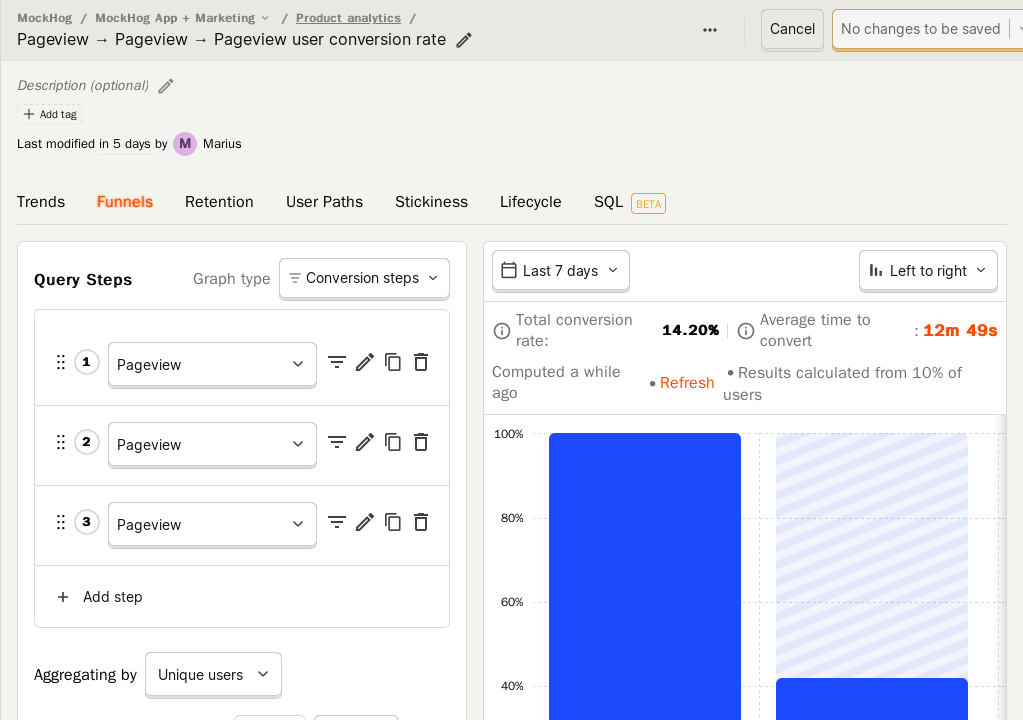 MockHog / MockHog App + Marketing / Product analytics /
Pageview → Pageview → Pageview user conversion rate
Cancel
No changes to be saved
Description (optional)
Add tag
Last modified in 5 days by M Marius
Trends Funnels Retention User Paths Stickiness Lifecycle SQL BETA
Query Steps Graph type Conversion steps
1 Pageview
2 Pageview
3 Pageview
+ Add step
Aggregating by Unique users
Last 7 days Left to right
Total conversion
rate:
14.20%
Average time to
convert
: 12m 49s
Computed a while
ago
• Refresh
• Results calculated from 10% of
users
100%
80%
60%
40%